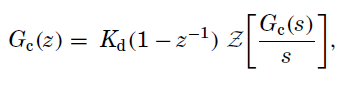 G_c(z) = K_d(1 − z^{−1}) 𝒵[G_c(s)/s],